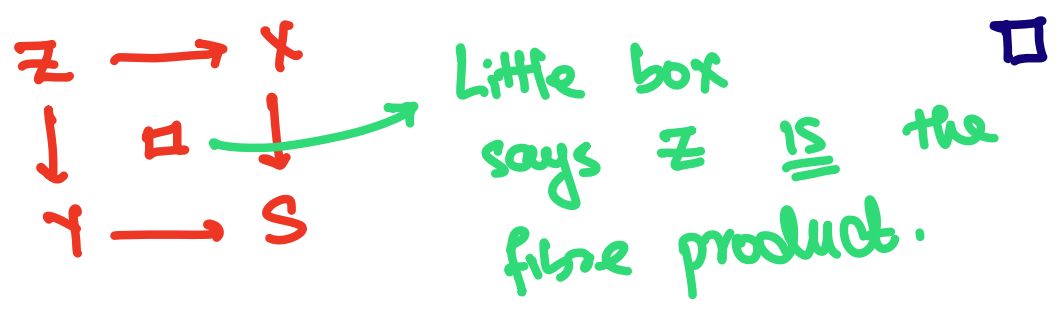 Z → X
Y → S
Little box
says Z is the
fibre product.